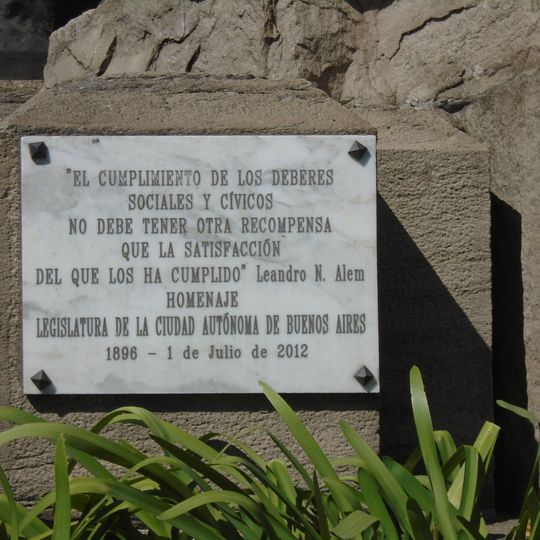 "EL CUMPLIMIENTO DE LOS DEBERES
SOCIALES Y CÍVICOS
NO DEBE TENER OTRA RECOMPENSA
QUE LA SATISFACCIÓN
DEL QUE LOS HA CUMPLIDO" Leandro N. Alem
HOMENAJE
LEGISLATURA DE LA CIUDAD AUTÓNOMA DE BUENOS AIRES
1896 - 1 de Julio de 2012